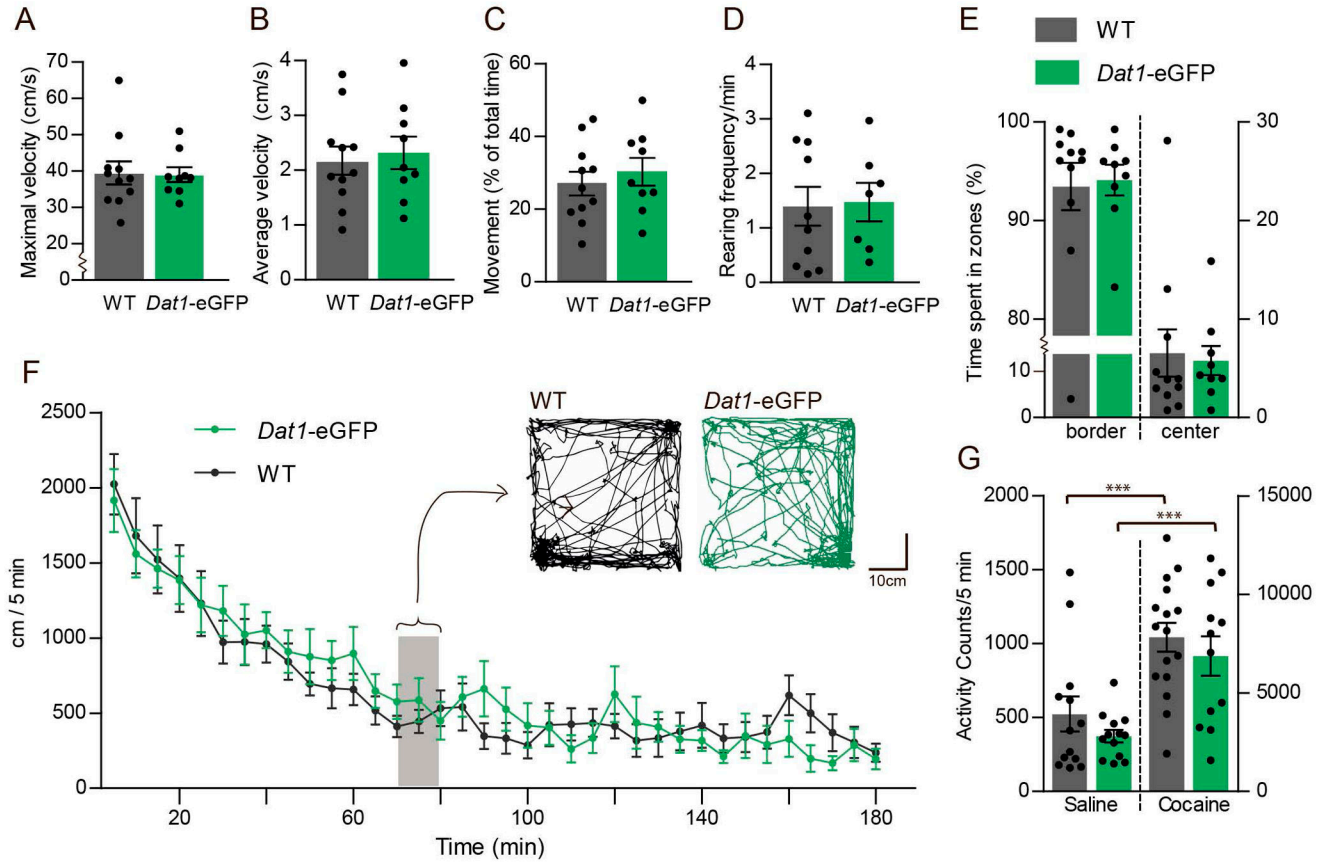 A
Maximal velocity (cm/s)
70
60
50
40
30
0
WT Dat1-eGFP
B
Average velocity (cm/s)
4
3
2
1
0
WT Dat1-eGFP
C
Movement (% of total time)
60
40
20
0
WT Dat1-eGFP
D
Rearing frequency/min
4
3
2
1
0
WT Dat1-eGFP
E
WT
Dat1-eGFP
Time spent in zones (%)
100
90
80
10
0
30
20
10
0
border center
F
cm / 5 min
2500
2000
1500
1000
500
0
Dat1-eGFP
WT
WT Dat1-eGFP
10cm
20 60 100 140 180
Time (min)
G
Activity Counts/5 min
2000
1500
1000
500
0
***
***
15000
10000
5000
0
Saline Cocaine